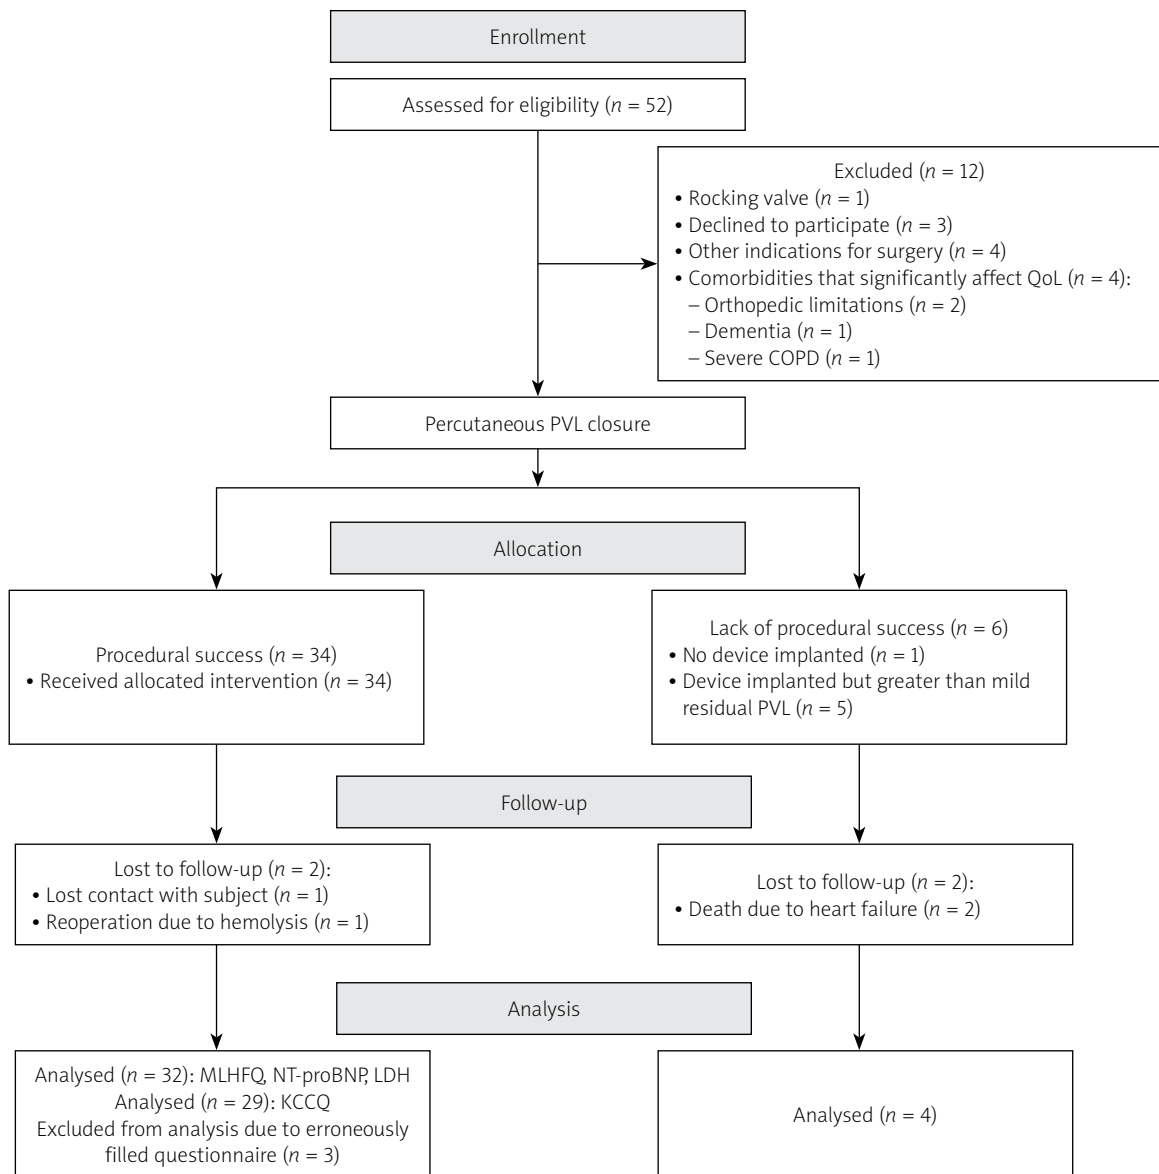 Enrollment
Assessed for eligibility (n = 52)
Excluded (n = 12)
• Rocking valve (n = 1)
• Declined to participate (n = 3)
• Other indications for surgery (n = 4)
• Comorbidities that significantly affect QoL (n = 4):
– Orthopedic limitations (n = 2)
– Dementia (n = 1)
– Severe COPD (n = 1)
Percutaneous PVL closure
Allocation
Procedural success (n = 34)
• Received allocated intervention (n = 34)
Lack of procedural success (n = 6)
• No device implanted (n = 1)
• Device implanted but greater than mild
residual PVL (n = 5)
Follow-up
Lost to follow-up (n = 2):
• Lost contact with subject (n = 1)
• Reoperation due to hemolysis (n = 1)
Lost to follow-up (n = 2):
• Death due to heart failure (n = 2)
Analysis
Analysed (n = 32): MLHFQ, NT-proBNP, LDH
Analysed (n = 29): KCCQ
Excluded from analysis due to erroneously
filled questionnaire (n = 3)
Analysed (n = 4)